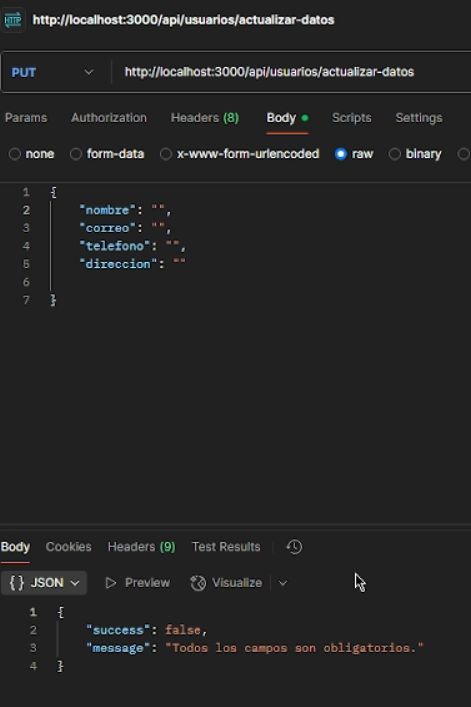 HTTP http://localhost:3000/api/usuarios/actualizar-datos
PUT http://localhost:3000/api/usuarios/actualizar-datos
Params Authorization Headers (8) Body Scripts Settings
none form-data x-www-form-urlencoded raw binary
1 {
2 "nombre": "",
3 "correo": "",
4 "telefono": "",
5 "direccion": ""
6
7 }
Body Cookies Headers (9) Test Results
{} JSON Preview Visualize
1 {
2 "success": false,
3 "message": "Todos los campos son obligatorios."
4 }